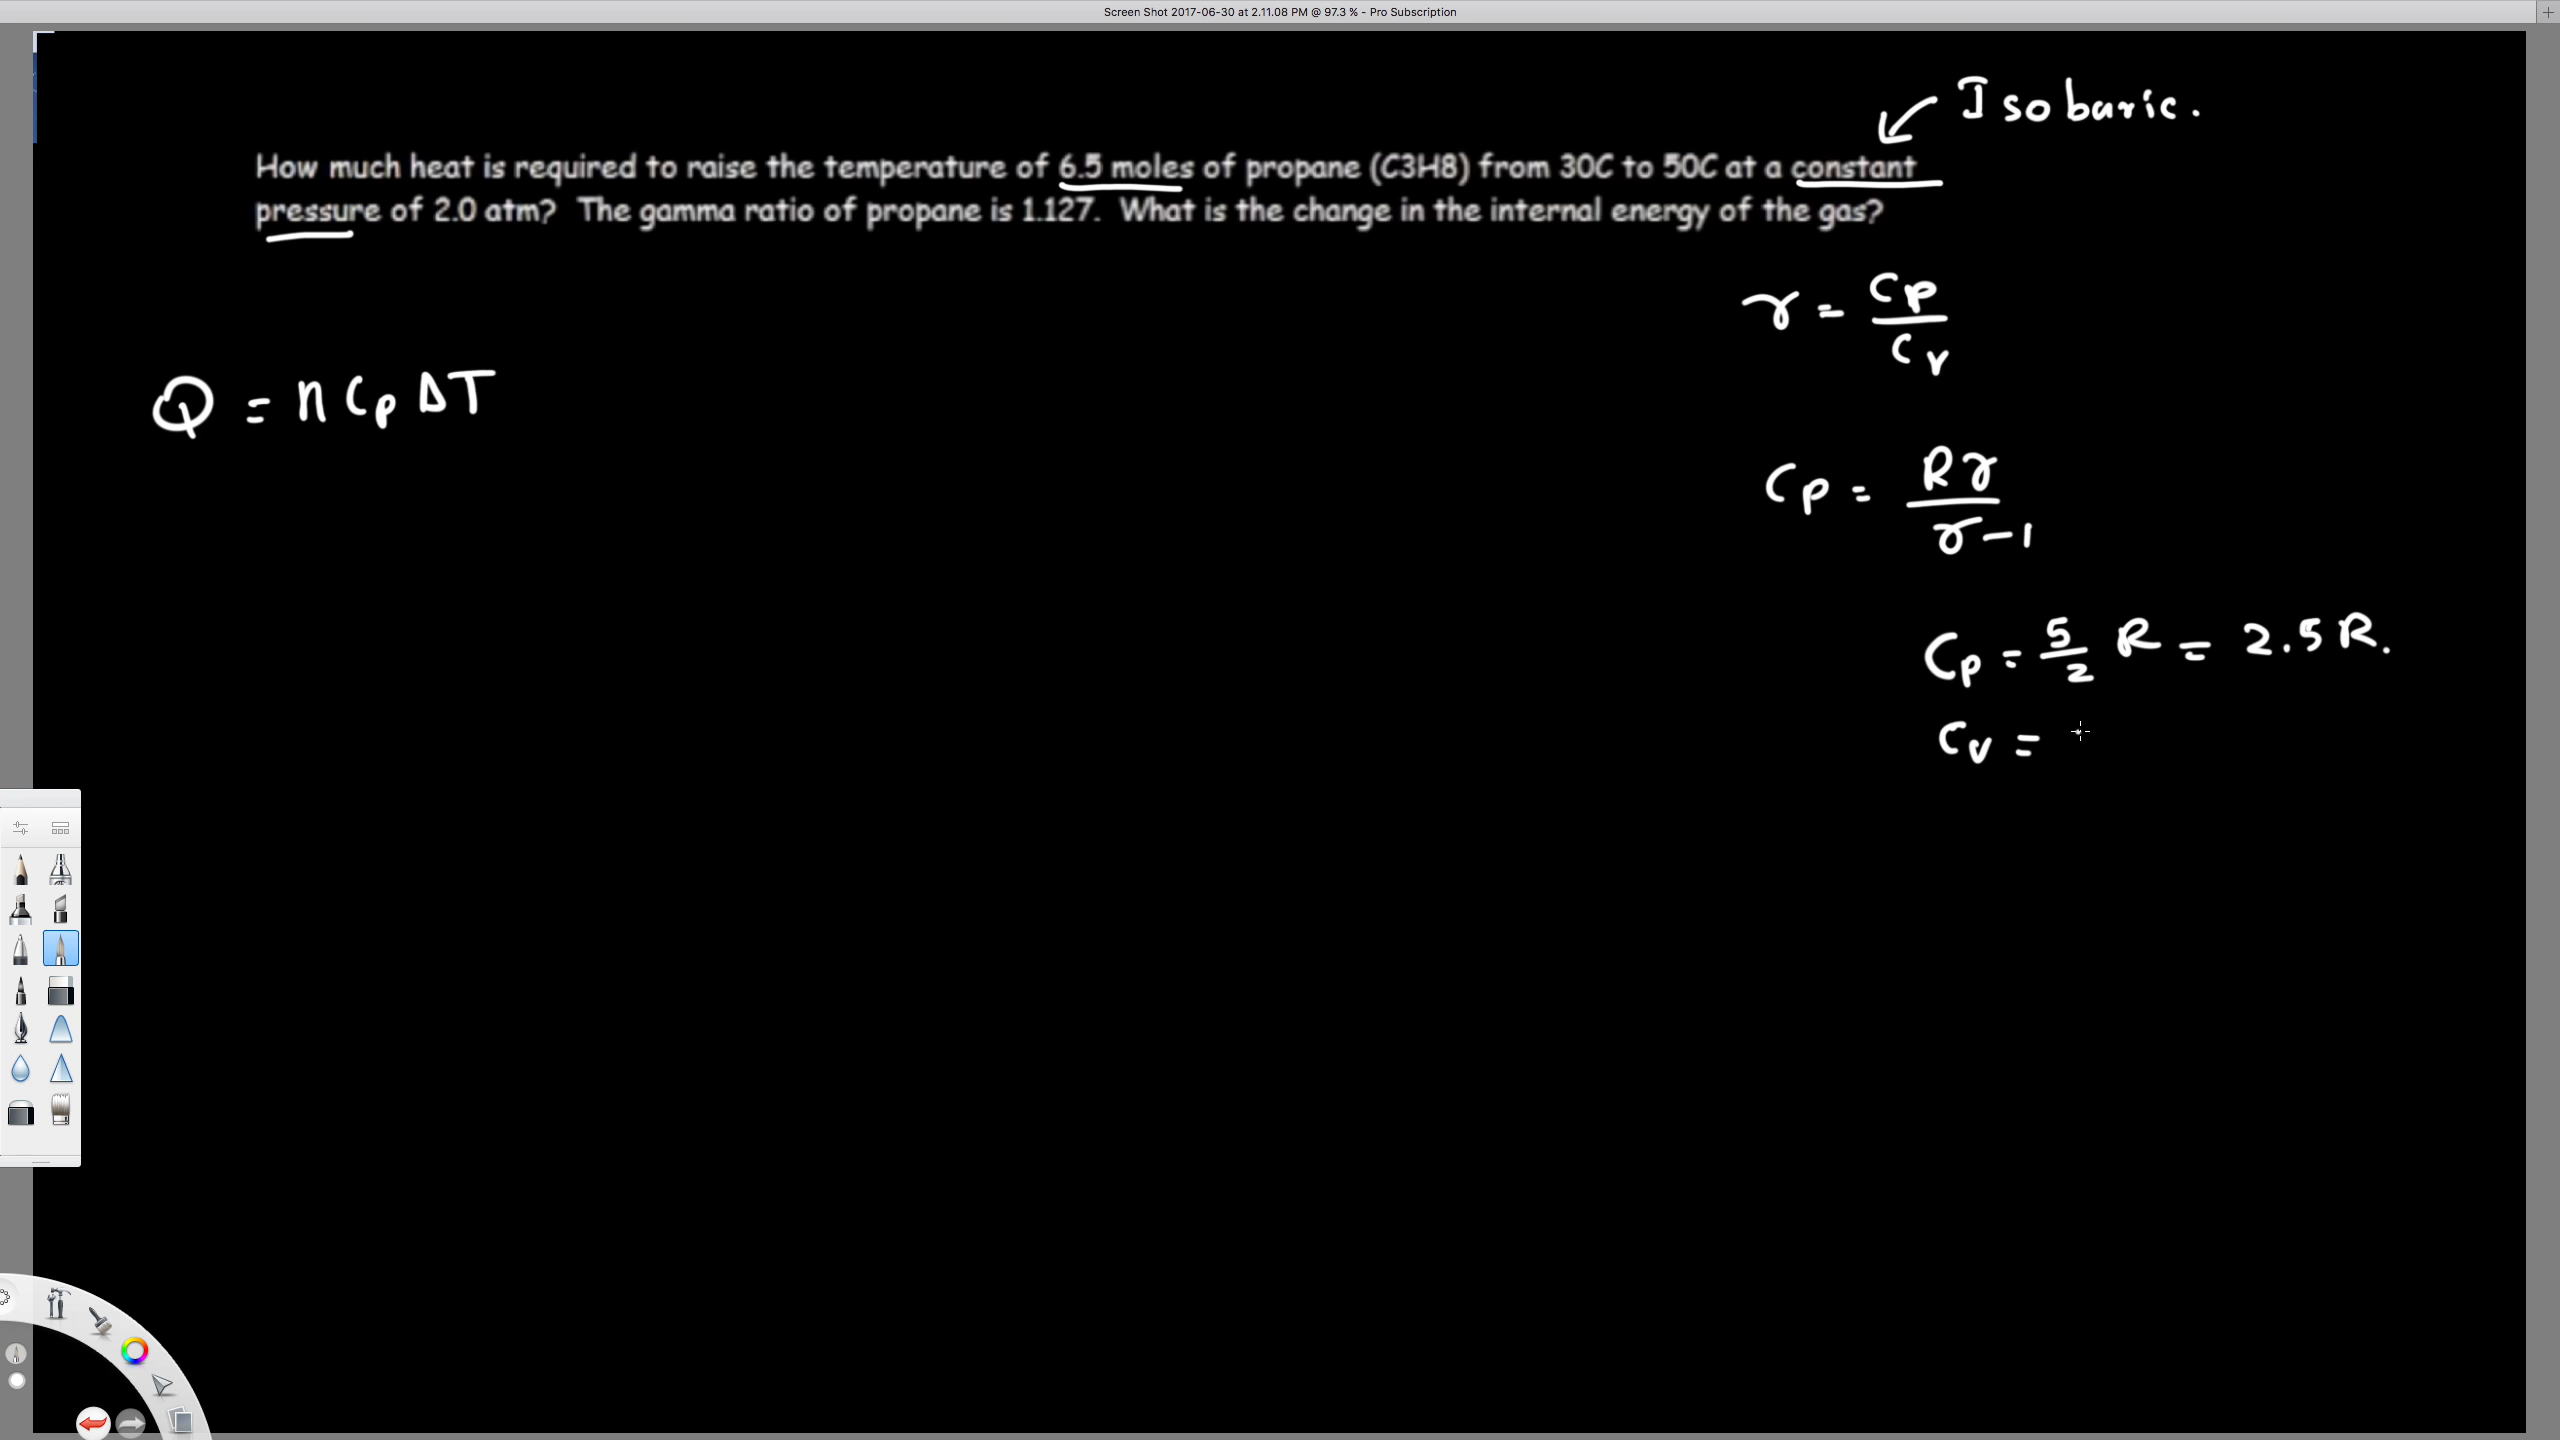 Screen Shot 2017-06-30 at 2.11.08 PM @ 97.3 % - Pro Subscription
Isobaric.
How much heat is required to raise the temperature of 6.5 moles of propane (C3H8) from 30C to 50C at a constant
pressure of 2.0 atm? The gamma ratio of propane is 1.127. What is the change in the internal energy of the gas?
γ = Cp / Cv
Q = n Cp ΔT
Cp = Rγ / γ-1
Cp = 5/2 R = 2.5 R.
Cv =